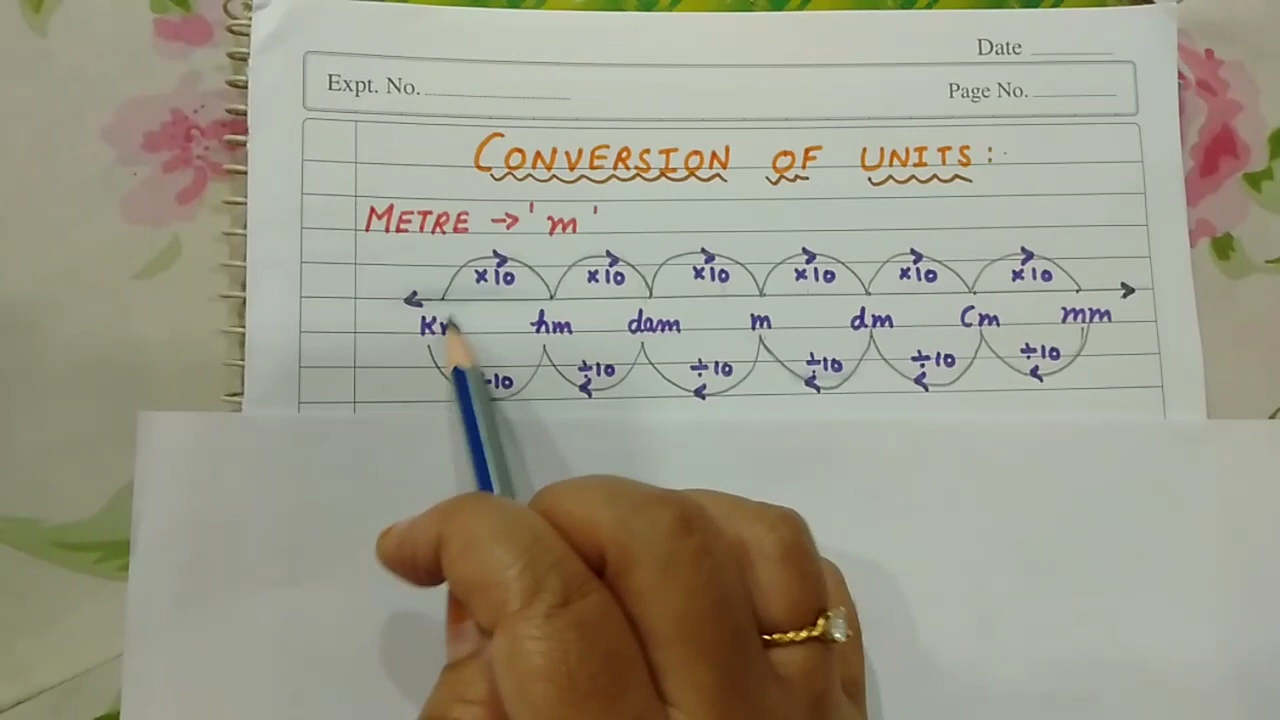 Date
Expt. No.
Page No.
CONVERSION OF UNITS:
METRE → 'm'
×10 ×10 ×10 ×10 ×10 ×10
hm dam m dm Cm mm
÷10 ÷10 ÷10 ÷10 ÷10